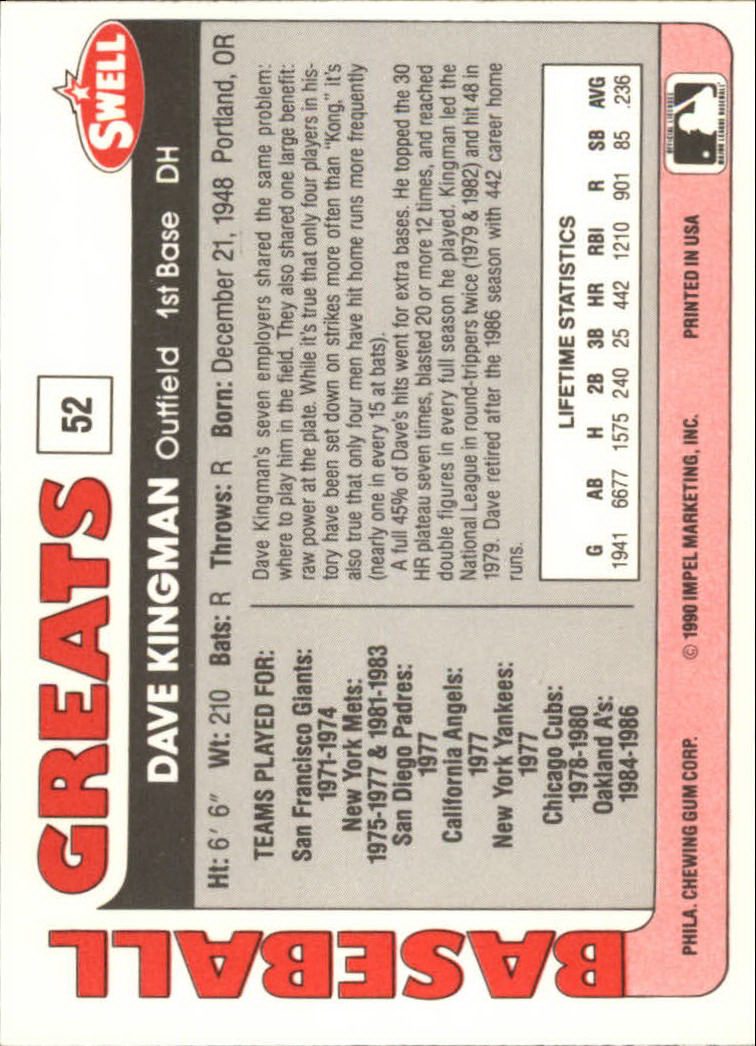 BASEBALL
GREATS
52
SWELL
DAVE KINGMAN Outfield 1st Base DH
Ht: 6' 6" Wt: 210 Bats: R Throws: R Born: December 21, 1948 Portland, OR
TEAMS PLAYED FOR:
San Francisco Giants:
1971-1974
New York Mets:
1975-1977 & 1981-1983
San Diego Padres:
1977
California Angels:
1977
New York Yankees:
1977
Chicago Cubs:
1978-1980
Oakland A's:
1984-1986
Dave Kingman's seven employers shared the same problem:
where to play him in the field. They also shared one large benefit:
raw power at the plate. While it's true that only four players in his-
tory have been set down on strikes more often than "Kong," it's
also true that only four men have hit home runs more frequently
(nearly one in every 15 at bats).
A full 45% of Dave's hits went for extra bases. He topped the 30
HR plateau seven times, blasted 20 or more 12 times, and reached
double figures in every full season he played. Kingman led the
National League in round-trippers twice (1979 & 1982) and hit 48 in
1979. Dave retired after the 1986 season with 442 career home
runs.
LIFETIME STATISTICS
G AB H 2B 3B HR RBI R SB AVG
1941 6677 1575 240 25 442 1210 901 85 .236
PHILA. CHEWING GUM CORP. © 1990 IMPEL MARKETING, INC. PRINTED IN USA
OFFICIAL LICENSEE
MAJOR LEAGUE BASEBALL